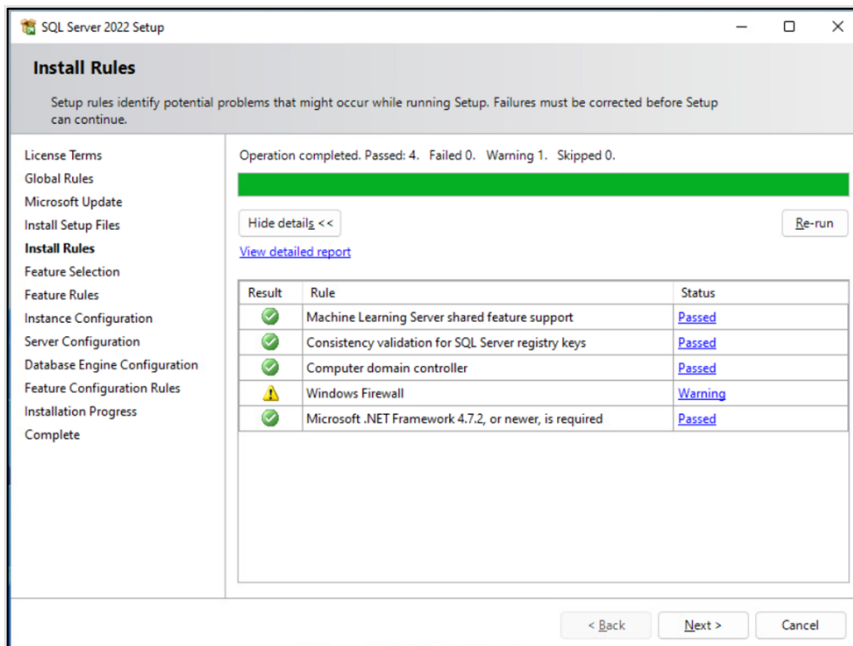 SQL Server 2022 Setup
Install Rules
Setup rules identify potential problems that might occur while running Setup. Failures must be corrected before Setup
can continue.
License Terms
Global Rules
Microsoft Update
Install Setup Files
Install Rules
Feature Selection
Feature Rules
Instance Configuration
Server Configuration
Database Engine Configuration
Feature Configuration Rules
Installation Progress
Complete
Operation completed. Passed: 4. Failed 0. Warning 1. Skipped 0.
Hide details << Re-run
View detailed report
Result Rule Status
Machine Learning Server shared feature support Passed
Consistency validation for SQL Server registry keys Passed
Computer domain controller Passed
Windows Firewall Warning
Microsoft .NET Framework 4.7.2, or newer, is required Passed
< Back Next > Cancel